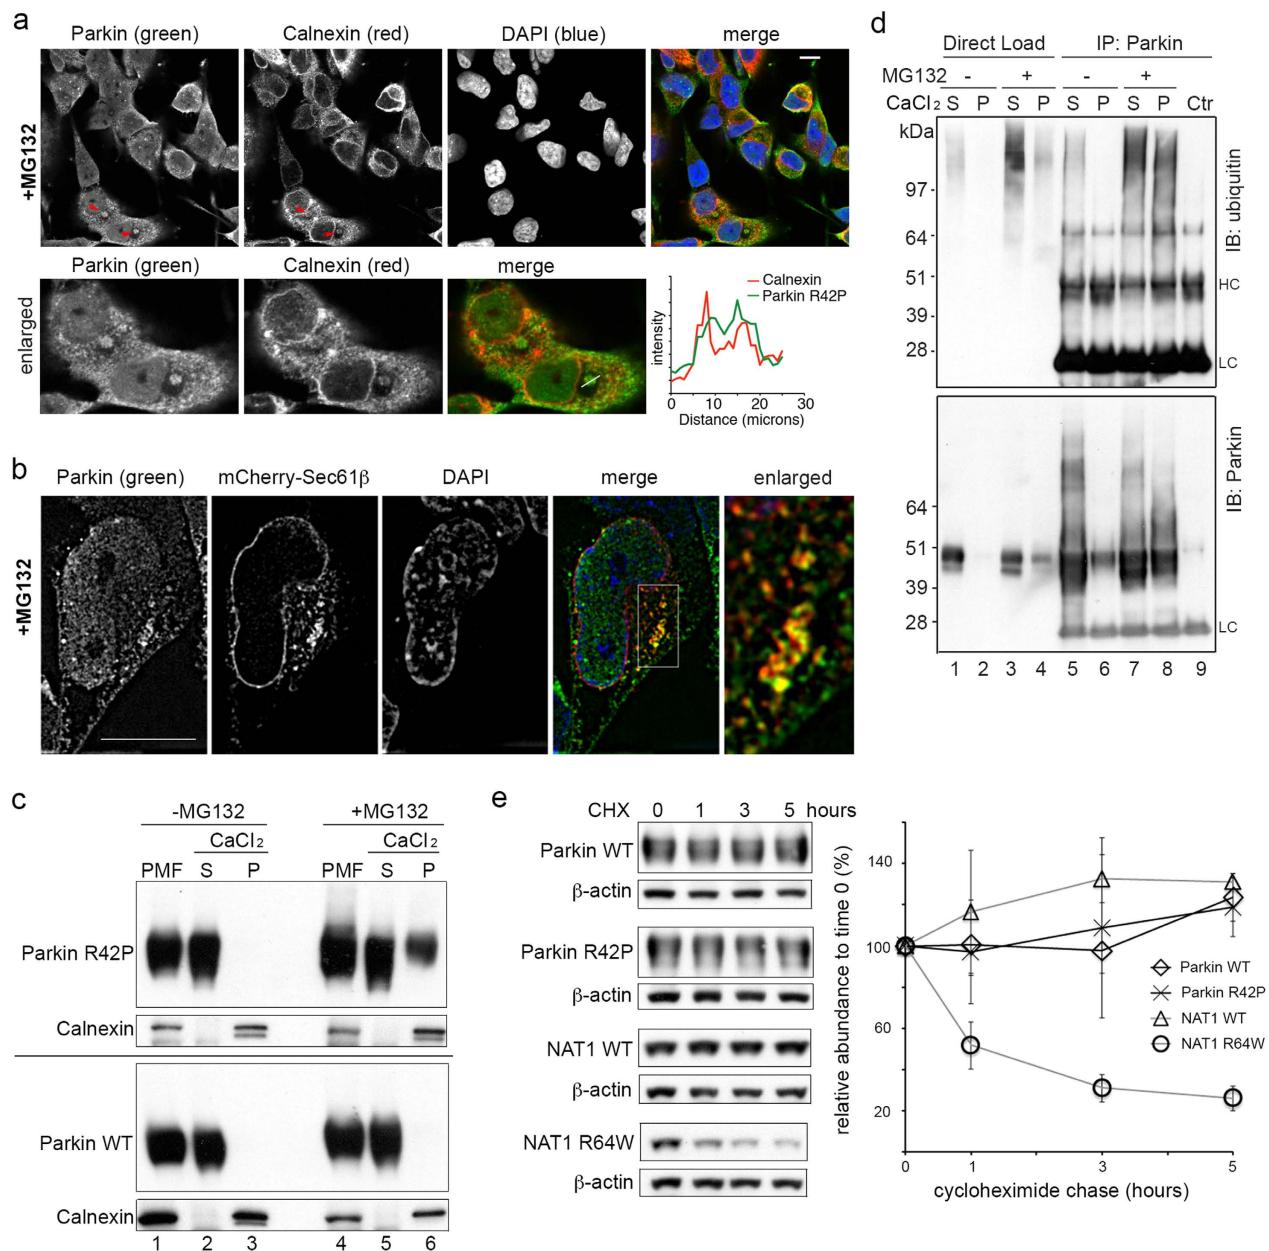 a
Parkin (green) Calnexin (red) DAPI (blue) merge
+MG132
Parkin (green) Calnexin (red) merge
enlarged
Calnexin
Parkin R42P
intensity
0 10 20 30
Distance (microns)
b
Parkin (green) mCherry-Sec61β DAPI merge enlarged
+MG132
c
-MG132 +MG132
CaCl2 CaCl2
PMF S P PMF S P
Parkin R42P
Calnexin
Parkin WT
Calnexin
1 2 3 4 5 6
d
Direct Load IP: Parkin
MG132 - + - +
CaCl2 S P S P S P S P Ctr
kDa
97
64
51
39
28
HC
LC
IB: ubiquitin
64
51
39
28
LC
IB: Parkin
1 2 3 4 5 6 7 8 9
e
CHX 0 1 3 5 hours
Parkin WT
β-actin
Parkin R42P
β-actin
NAT1 WT
β-actin
NAT1 R64W
β-actin
relative abundance to time 0 (%)
140
100
60
20
Parkin WT
Parkin R42P
NAT1 WT
NAT1 R64W
0 1 3 5
cycloheximide chase (hours)